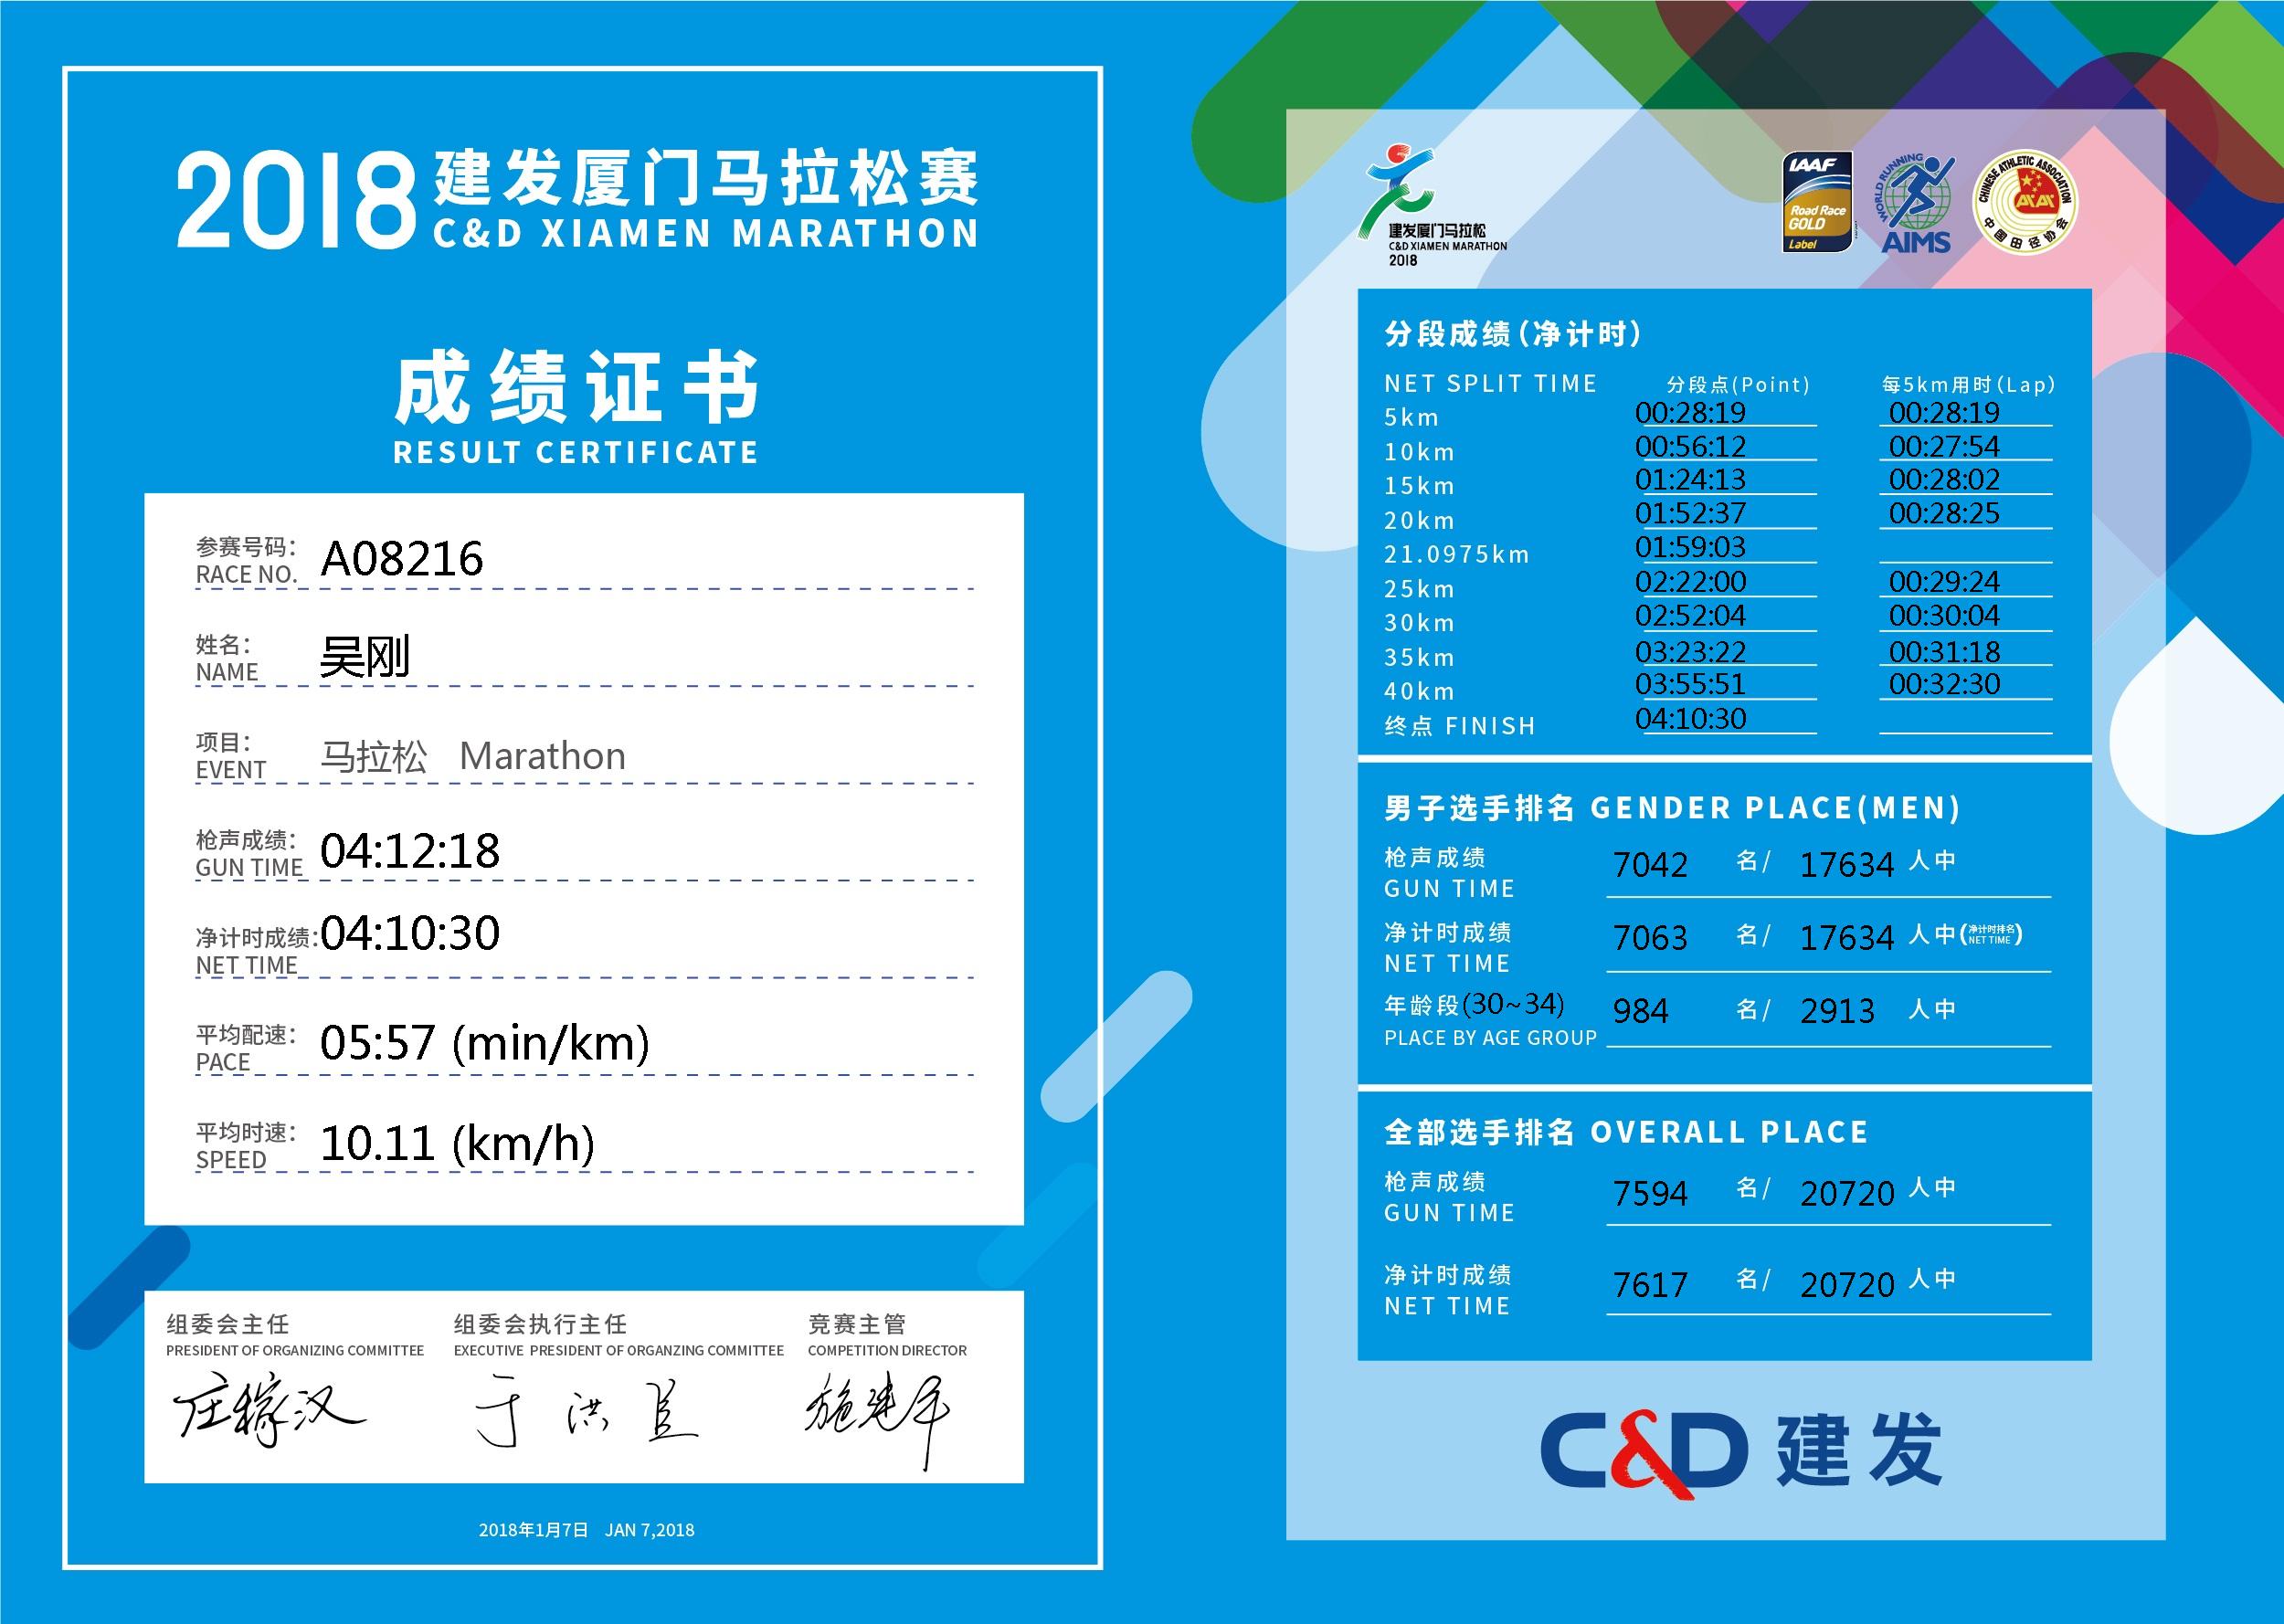 2018 建发厦门马拉松赛
C&D XIAMEN MARATHON
成绩证书
RESULT CERTIFICATE
参赛号码: A08216
RACE NO.
姓名: 吴刚
NAME
项目: 马拉松 Marathon
EVENT
枪声成绩: 04:12:18
GUN TIME
净计时成绩: 04:10:30
NET TIME
平均配速: 05:57 (min/km)
PACE
平均时速: 10.11 (km/h)
SPEED
组委会主任 组委会执行主任 竞赛主管
PRESIDENT OF ORGANIZING COMMITTEE EXECUTIVE PRESIDENT OF ORGANZING COMMITTEE COMPETITION DIRECTOR
庄稼汉 于洪臣 施建华
2018年1月7日 JAN 7,2018
建发厦门马拉松
C&D XIAMEN MARATHON
2018
IAAF
Road Race
GOLD
Label
WORLD RUNNING
AIMS
CHINESE ATHLETIC ASSOCIATION
中国田径协会
分段成绩(净计时)
NET SPLIT TIME 分段点(Point) 每5km用时(Lap)
5km 00:28:19 00:28:19
10km 00:56:12 00:27:54
15km 01:24:13 00:28:02
20km 01:52:37 00:28:25
21.0975km 01:59:03
25km 02:22:00 00:29:24
30km 02:52:04 00:30:04
35km 03:23:22 00:31:18
40km 03:55:51 00:32:30
终点 FINISH 04:10:30
男子选手排名 GENDER PLACE(MEN)
枪声成绩 7042 名/ 17634 人中
GUN TIME
净计时成绩 7063 名/ 17634 人中(净计时排名 NET TIME)
NET TIME
年龄段(30~34) 984 名/ 2913 人中
PLACE BY AGE GROUP
全部选手排名 OVERALL PLACE
枪声成绩 7594 名/ 20720 人中
GUN TIME
净计时成绩 7617 名/ 20720 人中
NET TIME
C&D 建发